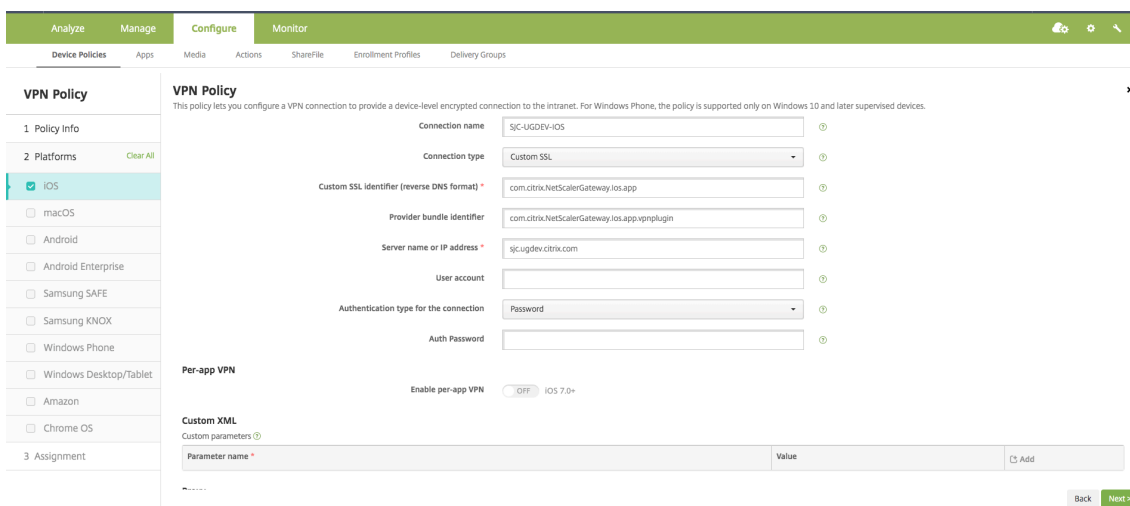 Analyze Manage Configure Monitor
Device Policies Apps Media Actions ShareFile Enrollment Profiles Delivery Groups
VPN Policy
1 Policy Info
2 Platforms Clear All
iOS
macOS
Android
Android Enterprise
Samsung SAFE
Samsung KNOX
Windows Phone
Windows Desktop/Tablet
Amazon
Chrome OS
3 Assignment
VPN Policy
This policy lets you configure a VPN connection to provide a device-level encrypted connection to the intranet. For Windows Phone, the policy is supported only on Windows 10 and later supervised devices.
Connection name SJC-UGDEV-IOS
Connection type Custom SSL
Custom SSL identifier (reverse DNS format) * com.citrix.NetScalerGateway.ios.app
Provider bundle identifier com.citrix.NetScalerGateway.ios.app.vpnplugin
Server name or IP address * sjc.ugdev.citrix.com
User account
Authentication type for the connection Password
Auth Password
Per-app VPN
Enable per-app VPN OFF iOS 7.0+
Custom XML
Custom parameters
Parameter name * Value Add
Back Next >